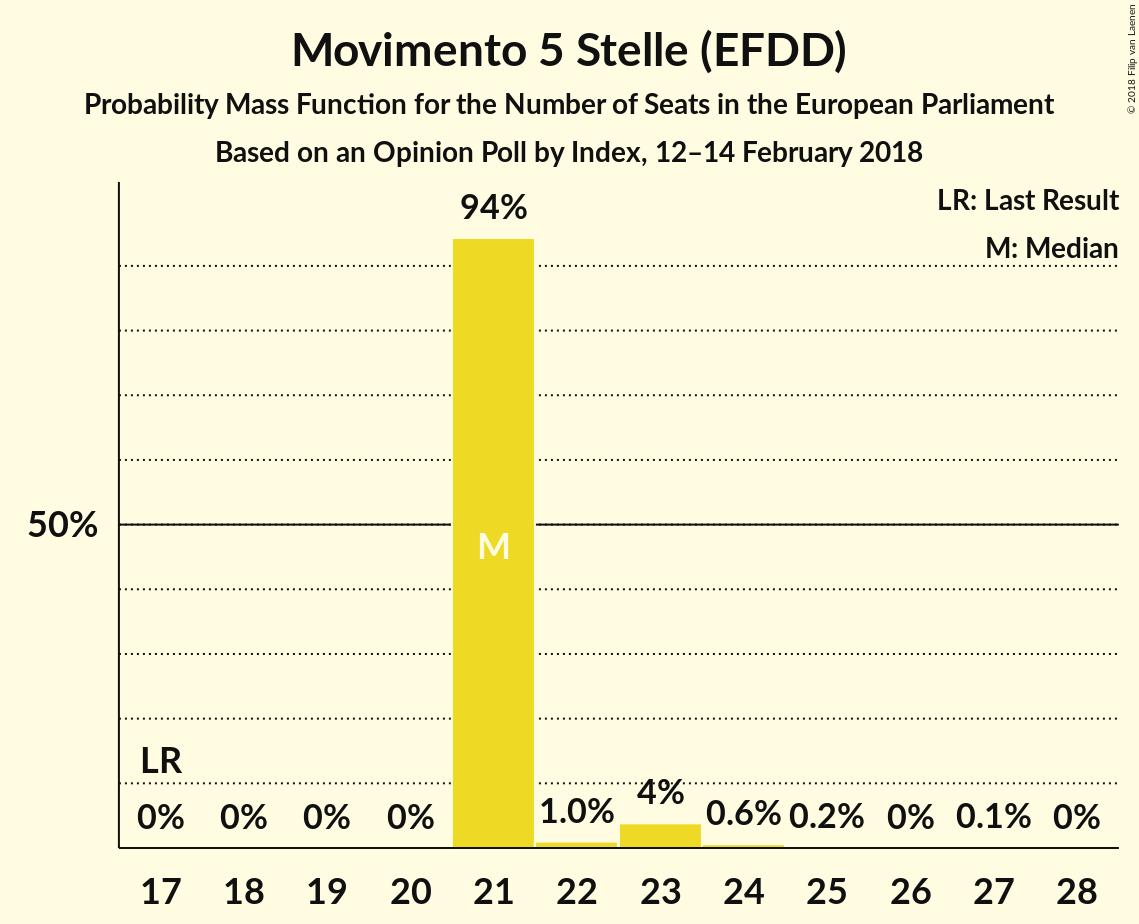 Movimento 5 Stelle (EFDD)
Probability Mass Function for the Number of Seats in the European Parliament
Based on an Opinion Poll by Index, 12–14 February 2018
© 2018 Filip van Laenen
LR: Last Result
M: Median
94%
50%
M
LR
0% 0% 0% 0% 1.0% 4% 0.6% 0.2% 0% 0.1% 0%
17 18 19 20 21 22 23 24 25 26 27 28